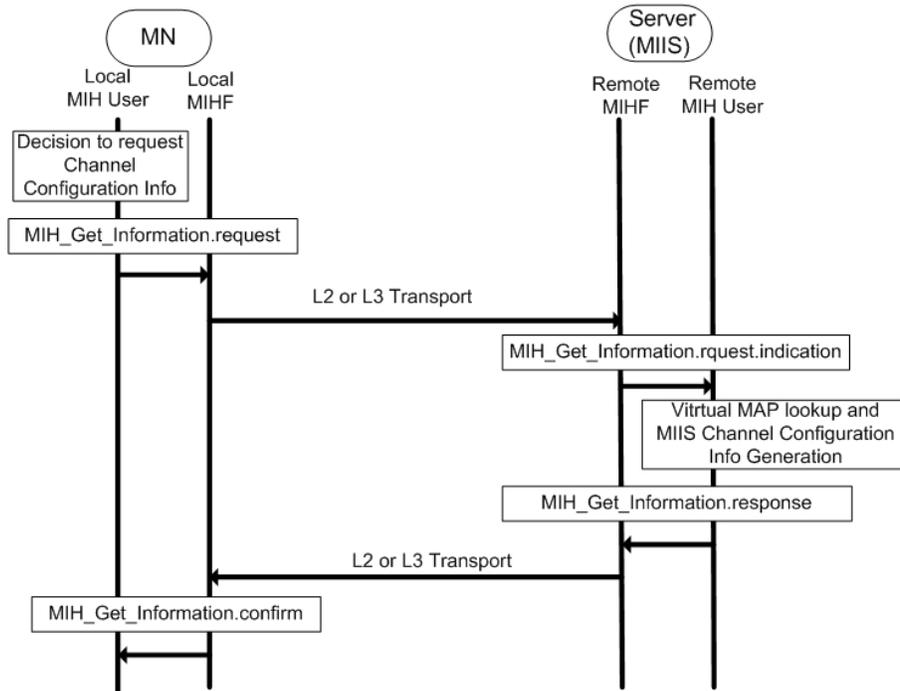 MN
Server
(MIIS)
Local
MIH User
Local
MIHF
Remote
MIHF
Remote
MIH User
Decision to request
Channel
Configuration Info
MIH_Get_Information.request
L2 or L3 Transport
MIH_Get_Information.rquest.indication
Vitrtual MAP lookup and
MIIS Channel Configuration
Info Generation
MIH_Get_Information.response
L2 or L3 Transport
MIH_Get_Information.confirm